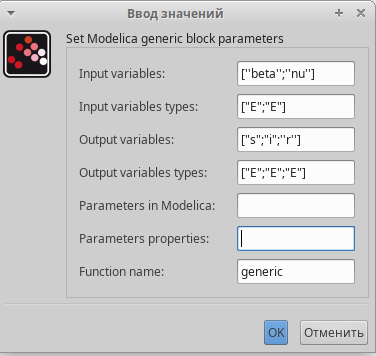 Ввод значений
Set Modelica generic block parameters
Input variables: [''beta'';''nu'']
Input variables types: ["E";"E"]
Output variables: ["s";"i";''r'']
Output variables types: ["E";"E";"E"]
Parameters in Modelica:
Parameters properties:
Function name: generic
OK Отменить